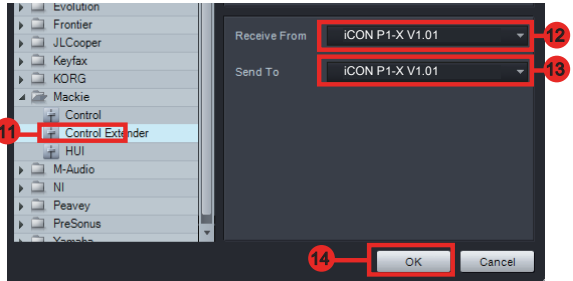 Evolution
Frontier
JLCooper
Keyfax
KORG
Mackie
Control
11 Control Extender
HUI
M-Audio
NI
Peavey
PreSonus
Yamaha
Receive From iCON P1-X V1.01 12
Send To iCON P1-X V1.01 13
14 OK Cancel